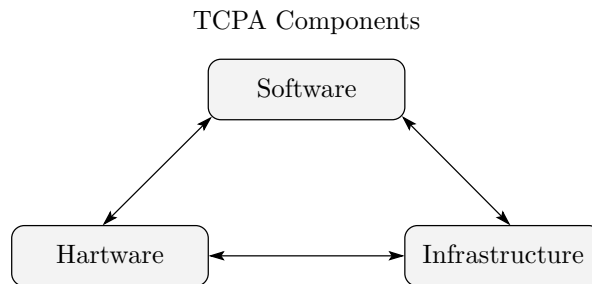 TCPA Components
Software
Hartware
Infrastructure